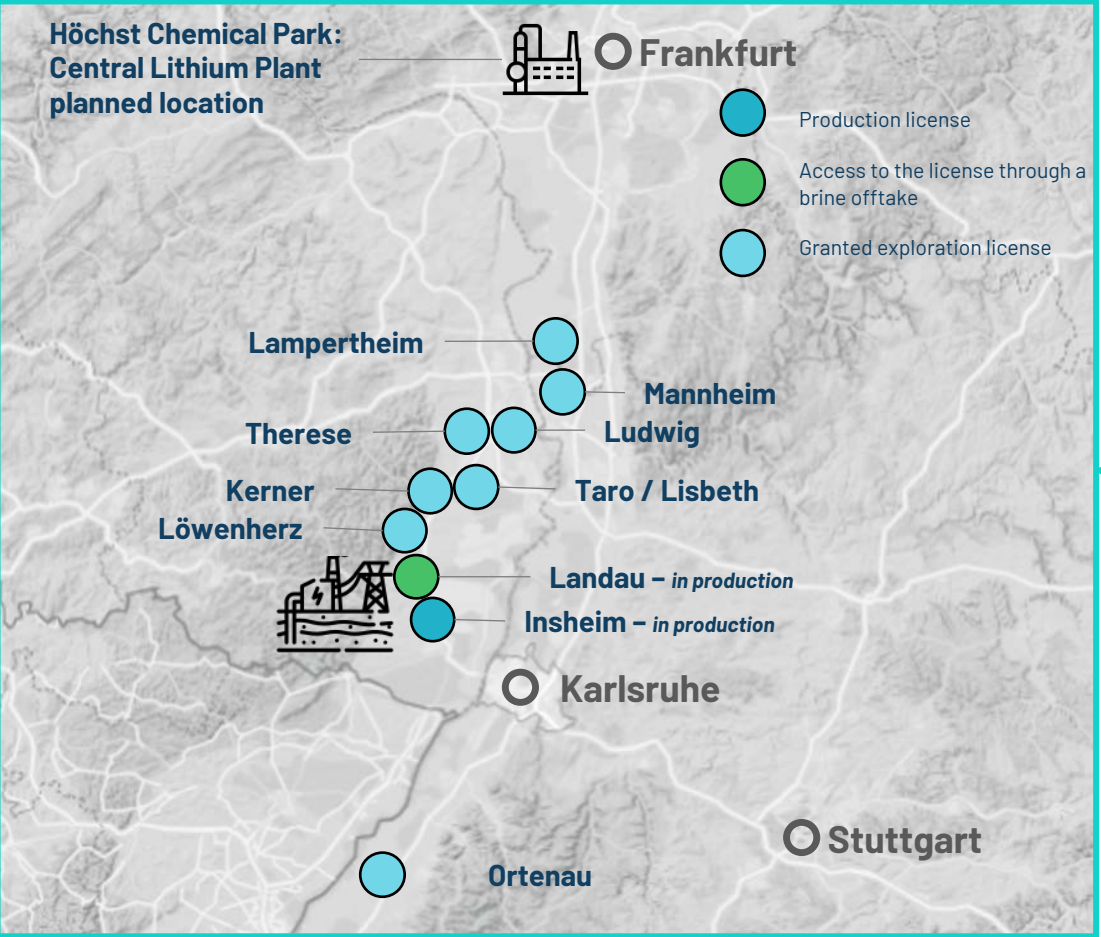 Höchst Chemical Park:
Central Lithium Plant
planned location
Frankfurt
Production license
Access to the license through a
brine offtake
Granted exploration license
Lampertheim
Mannheim
Therese
Ludwig
Kerner
Taro / Lisbeth
Löwenherz
Landau – in production
Insheim – in production
Karlsruhe
Stuttgart
Ortenau